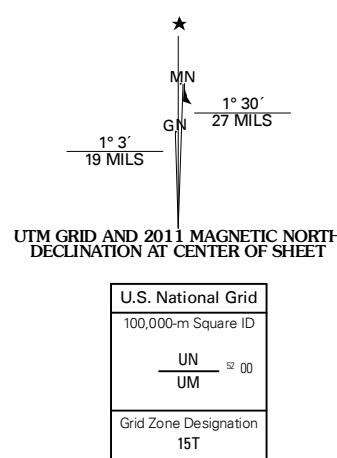 ★
MN
1° 30´
27 MILS
GN
1° 3´
19 MILS
UTM GRID AND 2011 MAGNETIC NORTH
DECLINATION AT CENTER OF SHEET
U.S. National Grid
100,000-m Square ID
UN
52 00
UM
Grid Zone Designation
15T